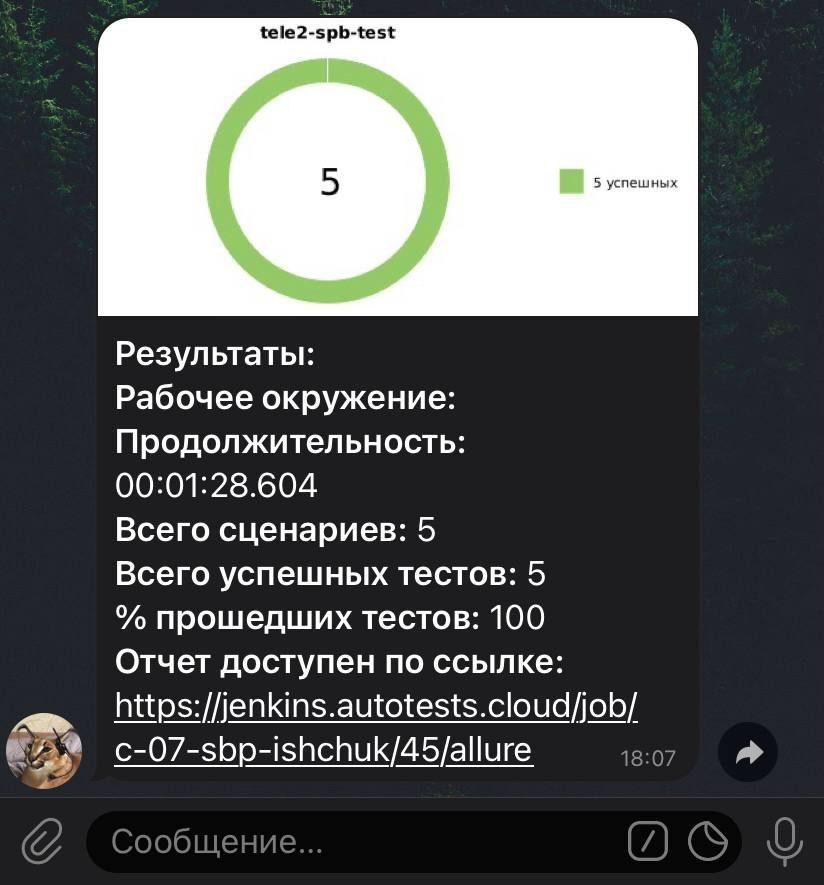 tele2-spb-test
5
5 успешных
Результаты:
Рабочее окружение:
Продолжительность:
00:01:28.604
Всего сценариев: 5
Всего успешных тестов: 5
% прошедших тестов: 100
Отчет доступен по ссылке:
https://jenkins.autotests.cloud/job/
c-07-sbp-ishchuk/45/allure
18:07
Сообщение...